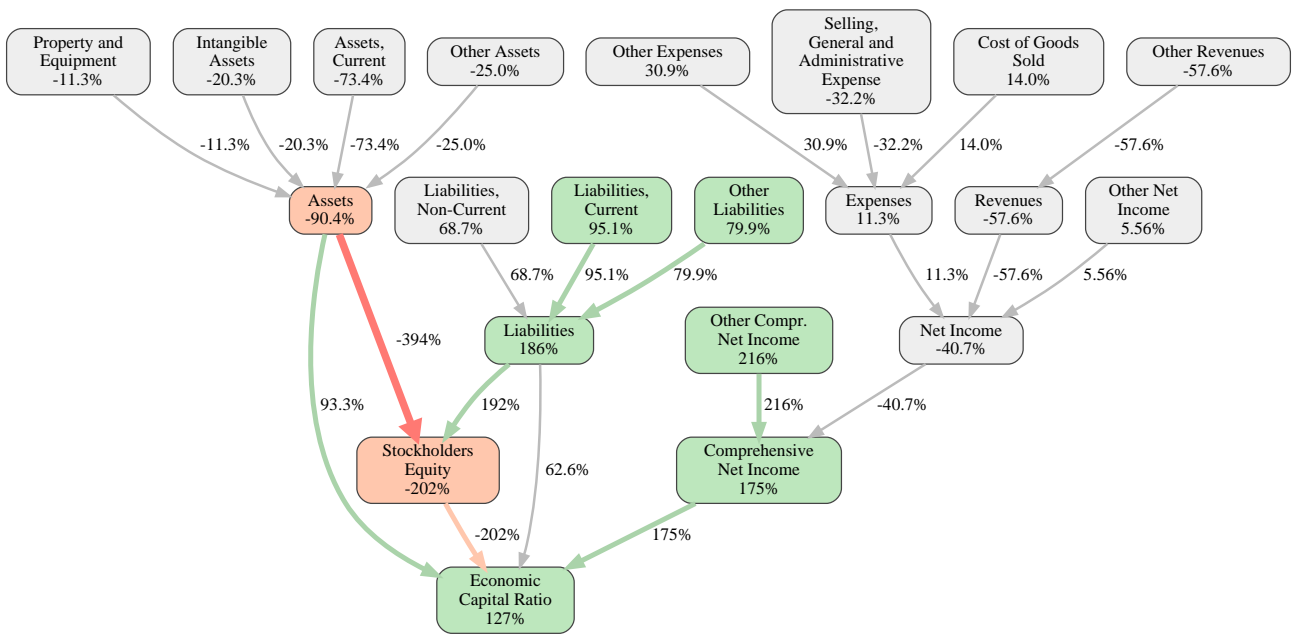 Property and
Equipment
-11.3%
Intangible
Assets
-20.3%
Assets,
Current
-73.4%
Other Assets
-25.0%
Other Expenses
30.9%
Selling,
General and
Administrative
Expense
-32.2%
Cost of Goods
Sold
14.0%
Other Revenues
-57.6%
-11.3%
-20.3%
-73.4%
-25.0%
30.9%
-32.2%
14.0%
-57.6%
Assets
-90.4%
Liabilities,
Non-Current
68.7%
Liabilities,
Current
95.1%
Other
Liabilities
79.9%
Expenses
11.3%
Revenues
-57.6%
Other Net
Income
5.56%
68.7%
95.1%
79.9%
11.3%
-57.6%
5.56%
-394%
Liabilities
186%
Other Compr.
Net Income
216%
Net Income
-40.7%
93.3%
192%
216%
-40.7%
Stockholders
Equity
-202%
62.6%
Comprehensive
Net Income
175%
-202%
175%
Economic
Capital Ratio
127%